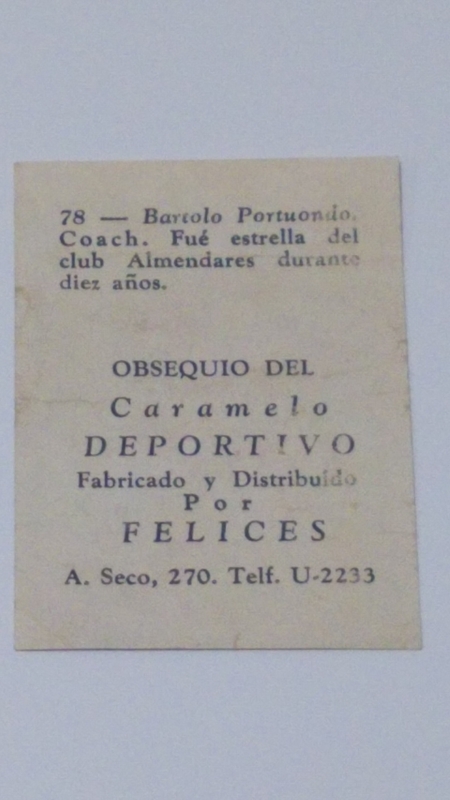 78 — Bartolo Portuondo.
Coach. Fué estrella del
club Almendares durante
diez años.
OBSEQUIO DEL
Caramelo
DEPORTIVO
Fabricado y Distribuído
Por
FELICES
A. Seco, 270. Telf. U-2233